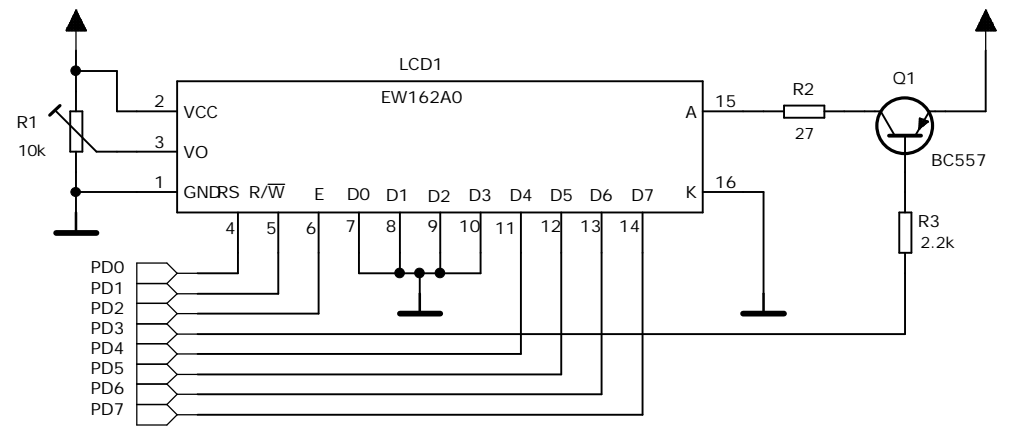 LCD1
EW162A0
R1
10k
2
3
1
VCC
VO
GND
RS
R/W̅
E
D0
D1
D2
D3
D4
D5
D6
D7
A
K
4
5
6
7
8
9
10
11
12
13
14
15
16
R2
27
Q1
BC557
R3
2.2k
PD0
PD1
PD2
PD3
PD4
PD5
PD6
PD7